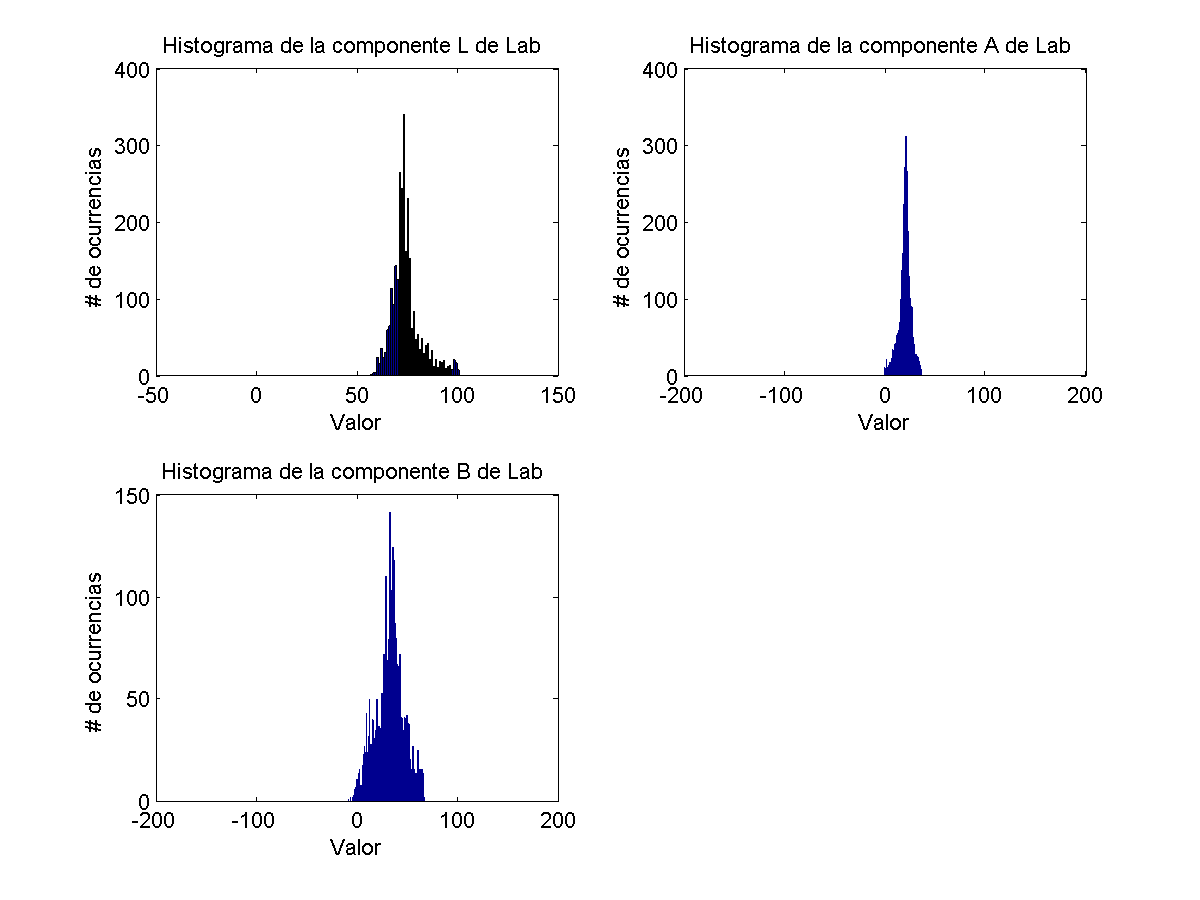 Histograma de la componente L de Lab
400
300
200
100
0
-50 0 50 100 150
# de ocurrencias
Valor
Histograma de la componente A de Lab
400
300
200
100
0
-200 -100 0 100 200
# de ocurrencias
Valor
Histograma de la componente B de Lab
150
100
50
0
-200 -100 0 100 200
# de ocurrencias
Valor